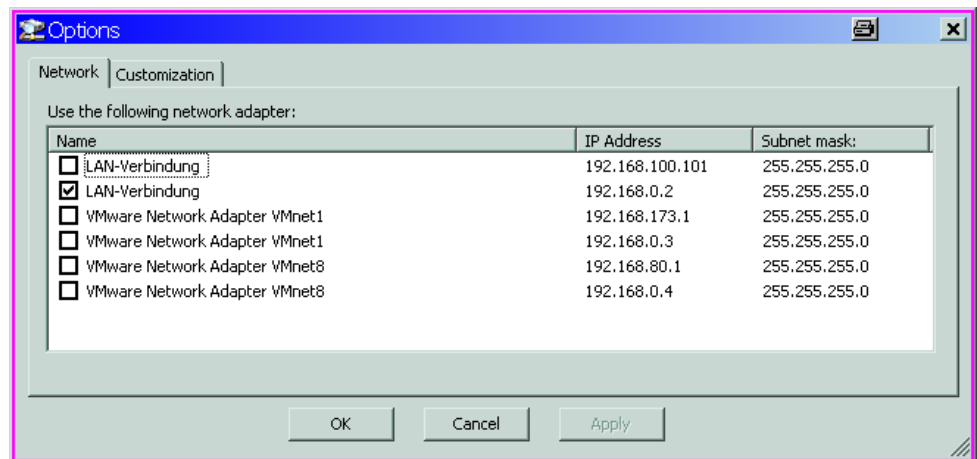 Options
Network Customization
Use the following network adapter:
Name IP Address Subnet mask:
LAN-Verbindung 192.168.100.101 255.255.255.0
LAN-Verbindung 192.168.0.2 255.255.255.0
VMware Network Adapter VMnet1 192.168.173.1 255.255.255.0
VMware Network Adapter VMnet1 192.168.0.3 255.255.255.0
VMware Network Adapter VMnet8 192.168.80.1 255.255.255.0
VMware Network Adapter VMnet8 192.168.0.4 255.255.255.0
OK Cancel Apply